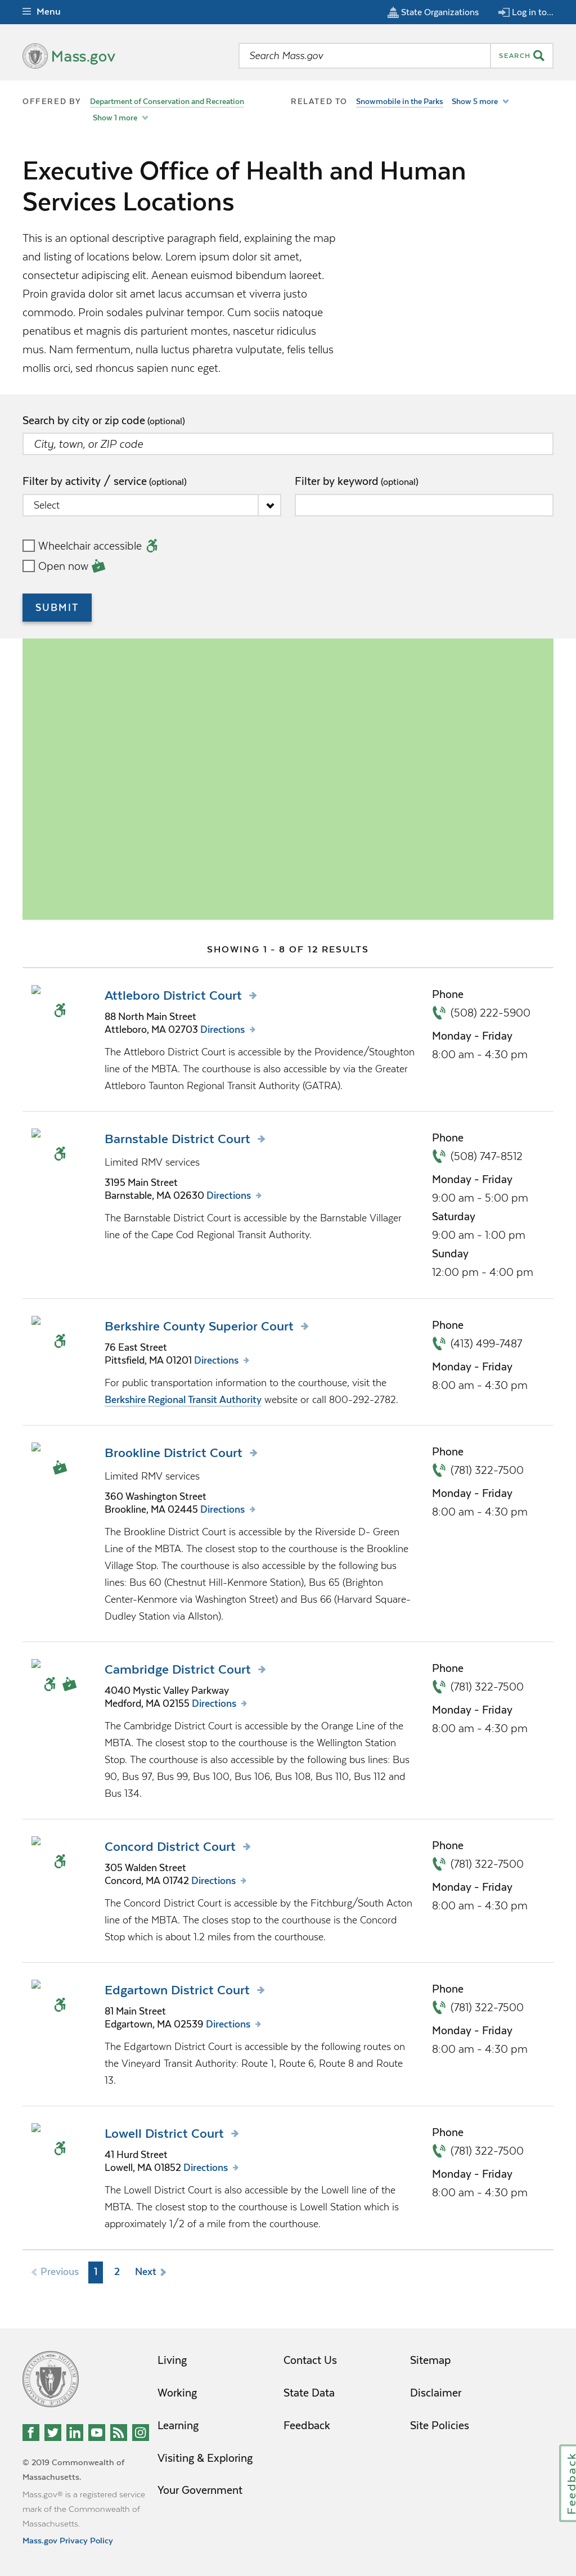 Menu
State Organizations
Log in to...
Mass.gov
Search Mass.gov
SEARCH
OFFERED BY
Department of Conservation and Recreation
Show 1 more
RELATED TO
Snowmobile in the Parks
Show 5 more
Executive Office of Health and Human
Services Locations
This is an optional descriptive paragraph field, explaining the map
and listing of locations below. Lorem ipsum dolor sit amet,
consectetur adipiscing elit. Aenean euismod bibendum laoreet.
Proin gravida dolor sit amet lacus accumsan et viverra justo
commodo. Proin sodales pulvinar tempor. Cum sociis natoque
penatibus et magnis dis parturient montes, nascetur ridiculus
mus. Nam fermentum, nulla luctus pharetra vulputate, felis tellus
mollis orci, sed rhoncus sapien nunc eget.
Search by city or zip code (optional)
City, town, or ZIP code
Filter by activity / service (optional)
Filter by keyword (optional)
Select
Wheelchair accessible
Open now
SUBMIT
SHOWING 1 - 8 OF 12 RESULTS
Attleboro District Court
88 North Main Street
Attleboro, MA 02703 Directions
The Attleboro District Court is accessible by the Providence/Stoughton
line of the MBTA. The courthouse is also accessible by via the Greater
Attleboro Taunton Regional Transit Authority (GATRA).
Phone
(508) 222-5900
Monday - Friday
8:00 am - 4:30 pm
Barnstable District Court
Limited RMV services
3195 Main Street
Barnstable, MA 02630 Directions
The Barnstable District Court is accessible by the Barnstable Villager
line of the Cape Cod Regional Transit Authority.
Phone
(508) 747-8512
Monday - Friday
9:00 am - 5:00 pm
Saturday
9:00 am - 1:00 pm
Sunday
12:00 pm - 4:00 pm
Berkshire County Superior Court
76 East Street
Pittsfield, MA 01201 Directions
For public transportation information to the courthouse, visit the
Berkshire Regional Transit Authority website or call 800-292-2782.
Phone
(413) 499-7487
Monday - Friday
8:00 am - 4:30 pm
Brookline District Court
Limited RMV services
360 Washington Street
Brookline, MA 02445 Directions
The Brookline District Court is accessible by the Riverside D- Green
Line of the MBTA. The closest stop to the courthouse is the Brookline
Village Stop. The courthouse is also accessible by the following bus
lines: Bus 60 (Chestnut Hill-Kenmore Station), Bus 65 (Brighton
Center-Kenmore via Washington Street) and Bus 66 (Harvard Square-
Dudley Station via Allston).
Phone
(781) 322-7500
Monday - Friday
8:00 am - 4:30 pm
Cambridge District Court
4040 Mystic Valley Parkway
Medford, MA 02155 Directions
The Cambridge District Court is accessible by the Orange Line of the
MBTA. The closest stop to the courthouse is the Wellington Station
Stop. The courthouse is also accessible by the following bus lines: Bus
90, Bus 97, Bus 99, Bus 100, Bus 106, Bus 108, Bus 110, Bus 112 and
Bus 134.
Phone
(781) 322-7500
Monday - Friday
8:00 am - 4:30 pm
Concord District Court
305 Walden Street
Concord, MA 01742 Directions
The Concord District Court is accessible by the Fitchburg/South Acton
line of the MBTA. The closes stop to the courthouse is the Concord
Stop which is about 1.2 miles from the courthouse.
Phone
(781) 322-7500
Monday - Friday
8:00 am - 4:30 pm
Edgartown District Court
81 Main Street
Edgartown, MA 02539 Directions
The Edgartown District Court is accessible by the following routes on
the Vineyard Transit Authority: Route 1, Route 6, Route 8 and Route
13.
Phone
(781) 322-7500
Monday - Friday
8:00 am - 4:30 pm
Lowell District Court
41 Hurd Street
Lowell, MA 01852 Directions
The Lowell District Court is also accessible by the Lowell line of the
MBTA. The closest stop to the courthouse is Lowell Station which is
approximately 1/2 of a mile from the courthouse.
Phone
(781) 322-7500
Monday - Friday
8:00 am - 4:30 pm
Previous
1
2
Next
Living
Working
Learning
Visiting & Exploring
Your Government
Contact Us
State Data
Feedback
Sitemap
Disclaimer
Site Policies
© 2019 Commonwealth of
Massachusetts.
Mass.gov® is a registered service
mark of the Commonwealth of
Massachusetts.
Mass.gov Privacy Policy
Feedback